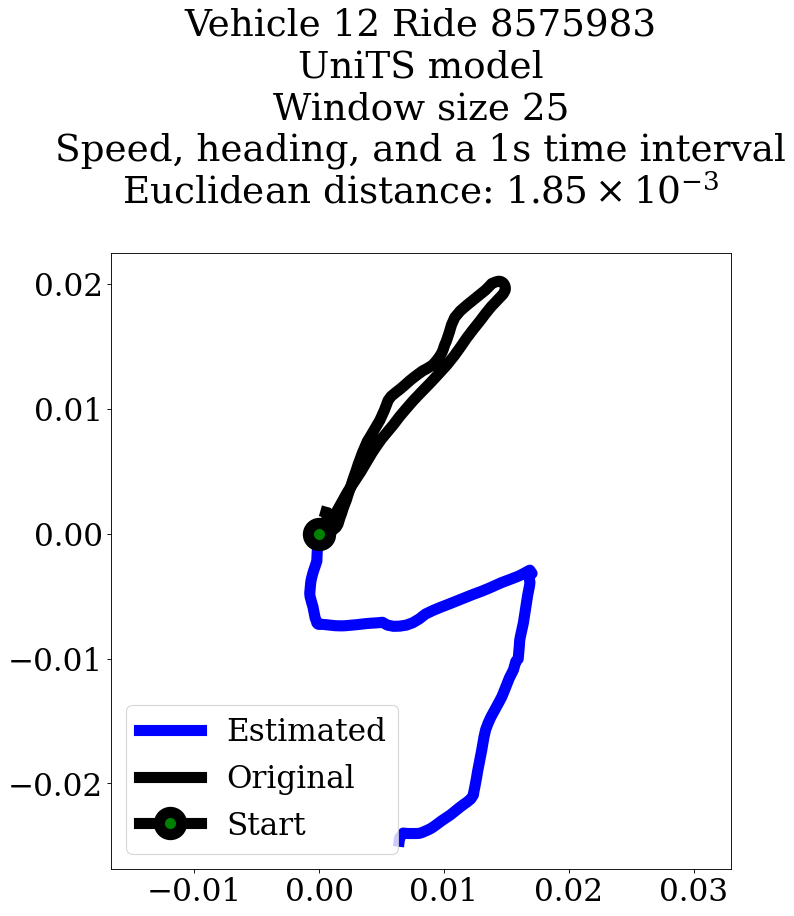 Vehicle 12 Ride 8575983
UniTS model
Window size 25
Speed, heading, and a 1s time interval
Euclidean distance: 1.85 × 10⁻³
0.02
0.01
0.00
−0.01
−0.02
Estimated
Original
Start
−0.01 0.00 0.01 0.02 0.03